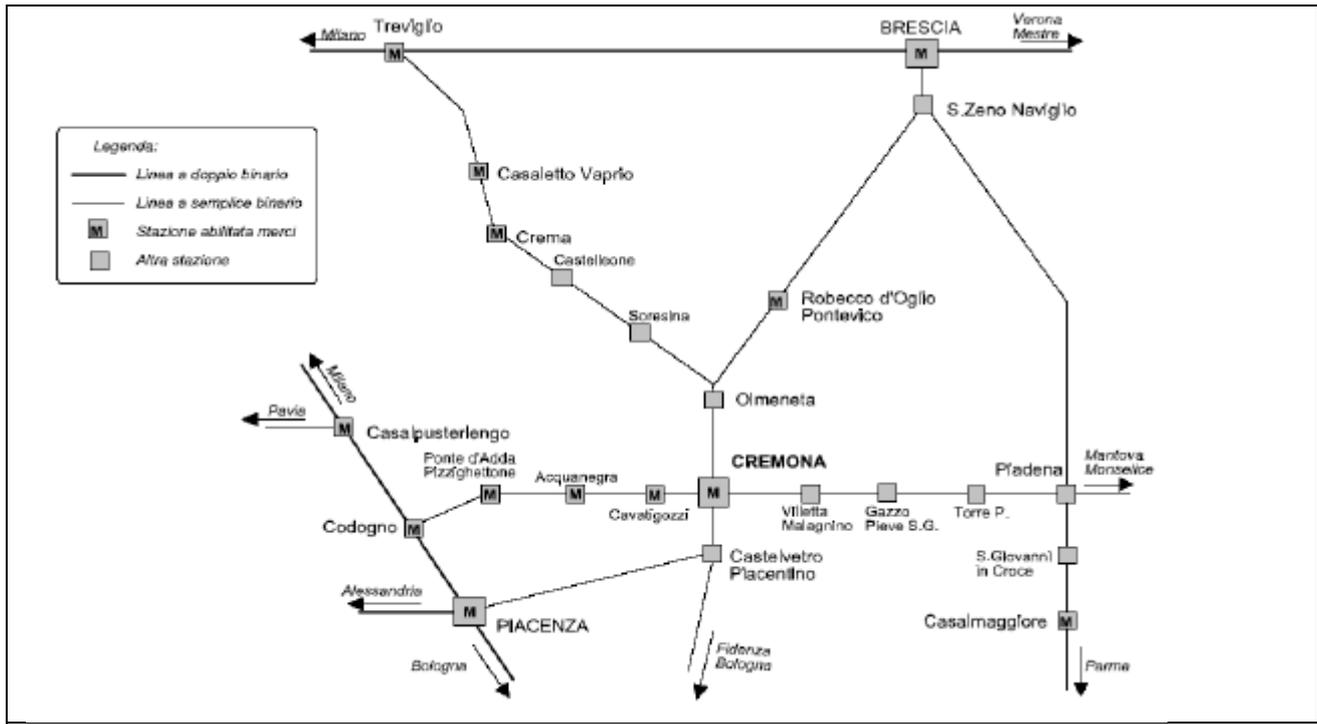 Treviglio
BRESCIA
Verona
Mestre
Milano
S.Zeno Naviglio
Legenda:
Linea a doppio binario
Linea a semplice binario
M Stazione abilitata merci
Altra stazione
M
M
M
Casaletto Vaprio
M
Crema
Castelleone
M
Robecco d'Oglio
Pontevico
Soresina
Milano
Pavia
Olmeneta
M
Casalpusterlengo
Ponte d'Adda
Pizzighettone
Acquanegra
CREMONA
Piadena
Mantova
Monselice
M
M
M
M
Cavatigozzi
Villetta
Malagnino
Gazzo
Pieve S.G.
Torre P.
Codogno
M
Castelvetro
Piacentino
S.Giovanni
in Croce
Alessandria
M
PIACENZA
Casalmaggiore
M
Bologna
Fidenza
Bologna
Parma